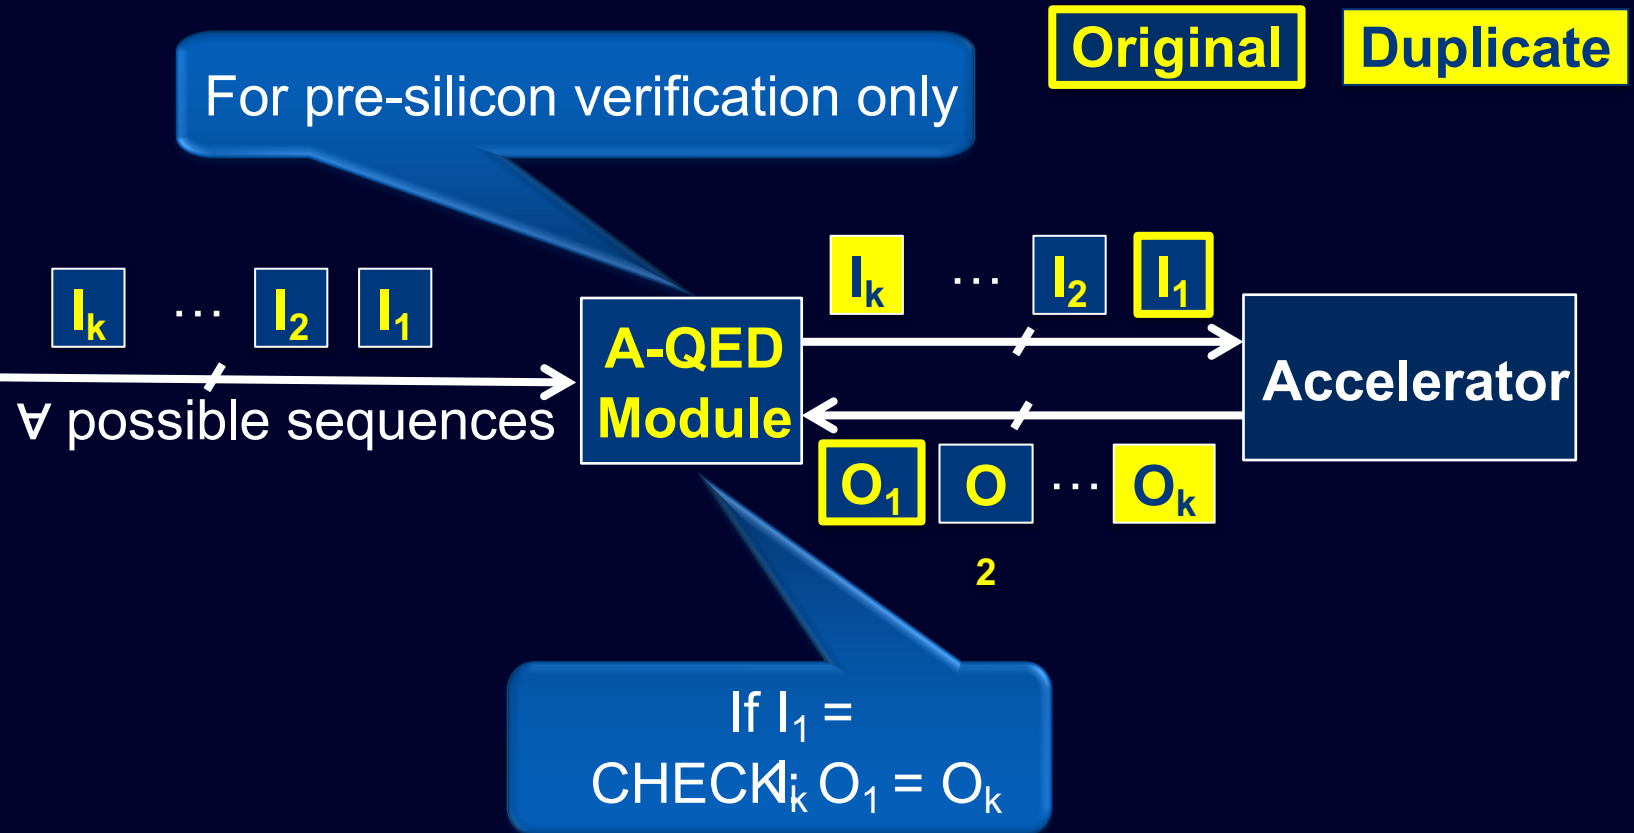 Original Duplicate
For pre-silicon verification only
Iₖ ... I₂ I₁
∀ possible sequences
A-QED
Module
Iₖ ... I₂ I₁
Accelerator
O₁ O ... Oₖ
2
If I₁ =
Iₖ
CHECK: O₁ = Oₖ